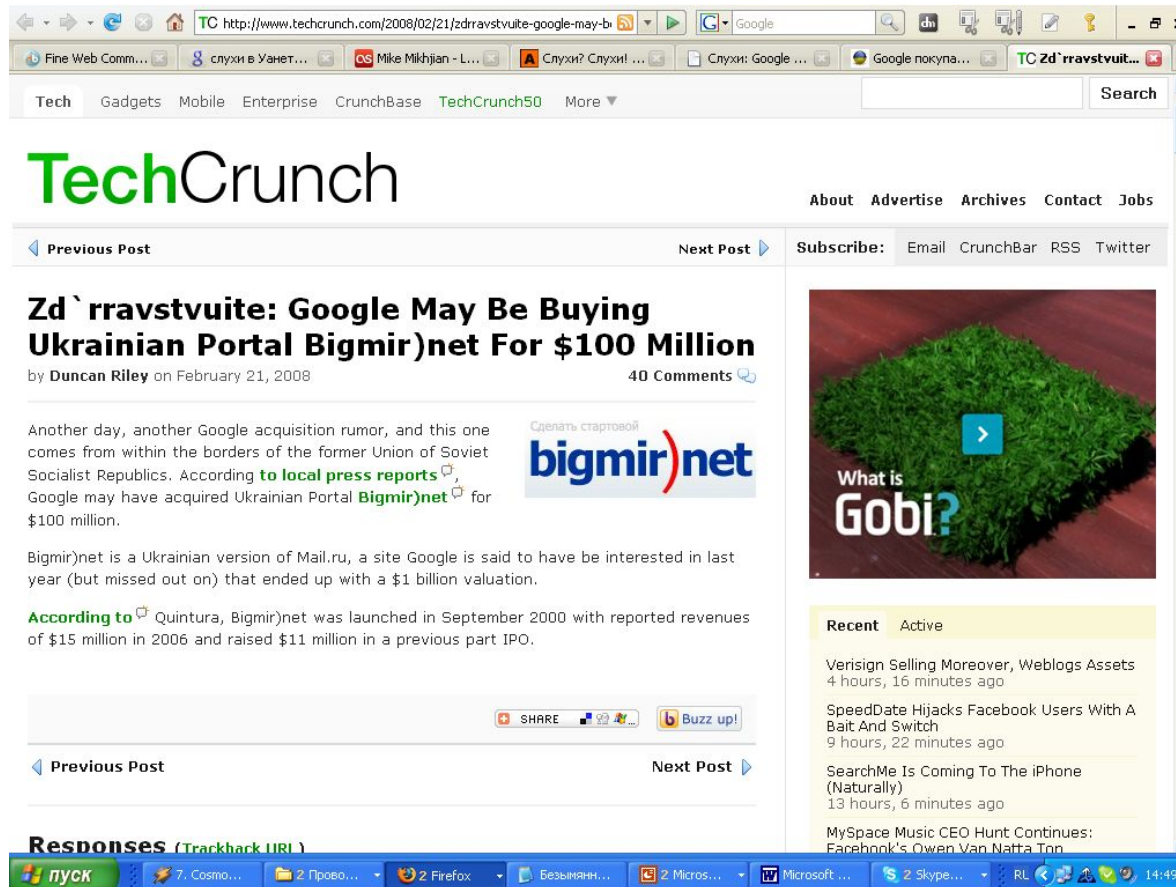 TC http://www.techcrunch.com/2008/02/21/zdrravstvuite-google-may-b
G Google
Fine Web Comm...
слухи в Уанет...
Mike Mikhjian - L...
Слухи? Слухи! ...
Слухи: Google ...
Google покупа...
TC Zd`rravstvuit...
Tech Gadgets Mobile Enterprise CrunchBase TechCrunch50 More
Search
TechCrunch
About Advertise Archives Contact Jobs
Previous Post
Next Post
Subscribe: Email CrunchBar RSS Twitter
Zd`rravstvuite: Google May Be Buying
Ukrainian Portal Bigmir)net For $100 Million
by Duncan Riley on February 21, 2008
40 Comments
Another day, another Google acquisition rumor, and this one
comes from within the borders of the former Union of Soviet
Socialist Republics. According to local press reports,
Google may have acquired Ukrainian Portal Bigmir)net for
$100 million.
Сделать стартовой
bigmir)net
Bigmir)net is a Ukrainian version of Mail.ru, a site Google is said to have be interested in last
year (but missed out on) that ended up with a $1 billion valuation.
According to Quintura, Bigmir)net was launched in September 2000 with reported revenues
of $15 million in 2006 and raised $11 million in a previous part IPO.
SHARE
Buzz up!
Previous Post
Next Post
Responses (Trackback URL)
What is
Gobi?
Recent Active
Verisign Selling Moreover, Weblogs Assets
4 hours, 16 minutes ago
SpeedDate Hijacks Facebook Users With A
Bait And Switch
9 hours, 22 minutes ago
SearchMe Is Coming To The iPhone
(Naturally)
13 hours, 6 minutes ago
MySpace Music CEO Hunt Continues:
Facebook's Owen Van Natta Top
пуск
7. Cosmo...
2 Прово...
2 Firefox
Безымянн...
2 Micros...
Microsoft ...
2 Skype...
RL